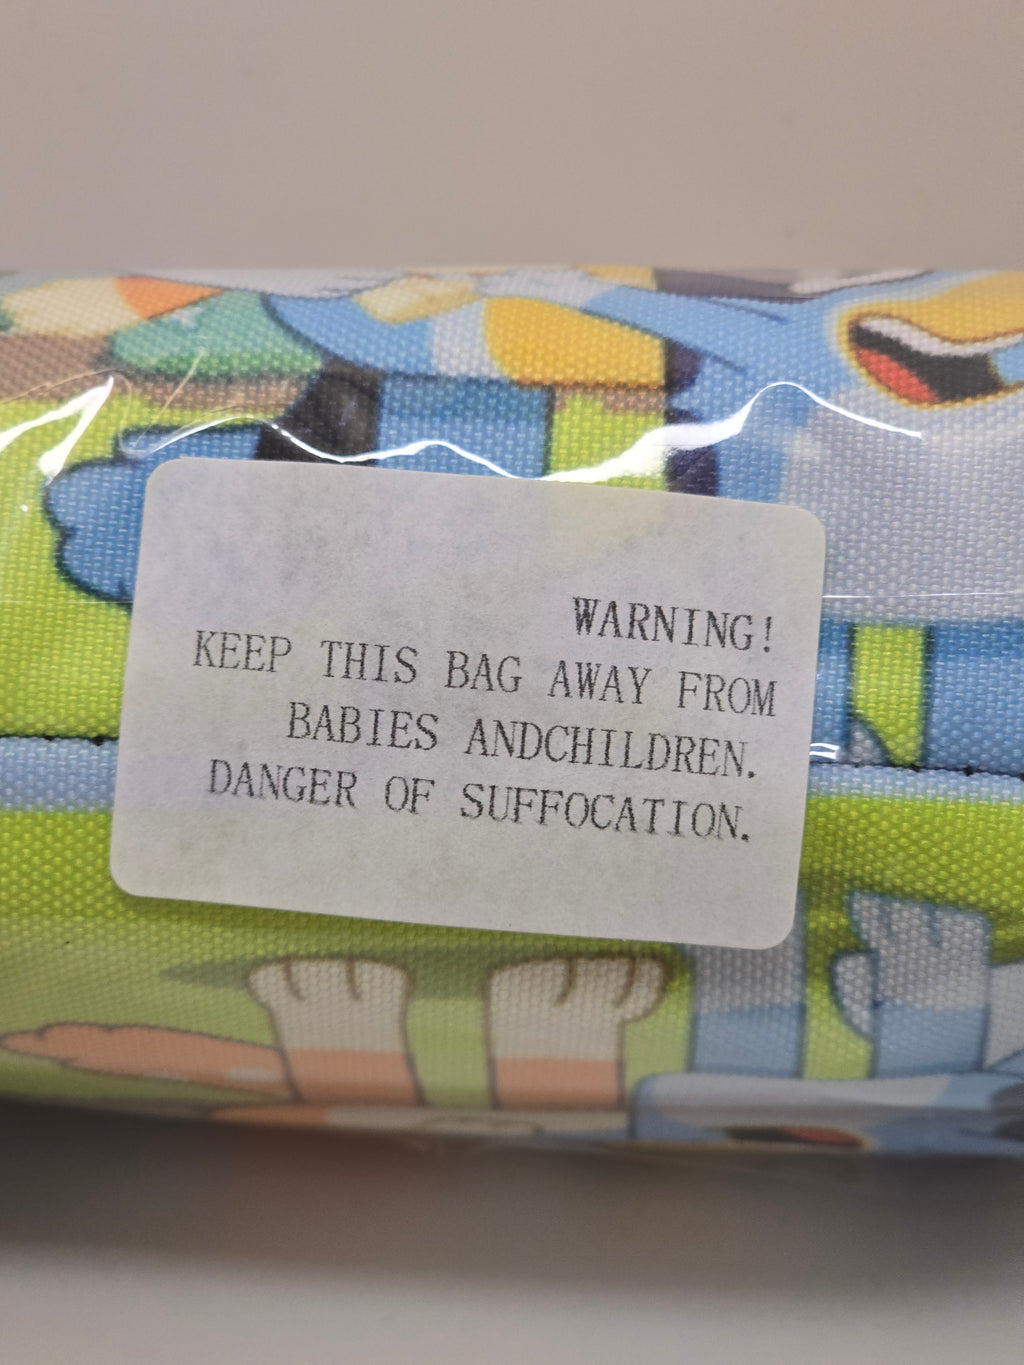 WARNING!
KEEP THIS BAG AWAY FROM
BABIES ANDCHILDREN.
DANGER OF SUFFOCATION.